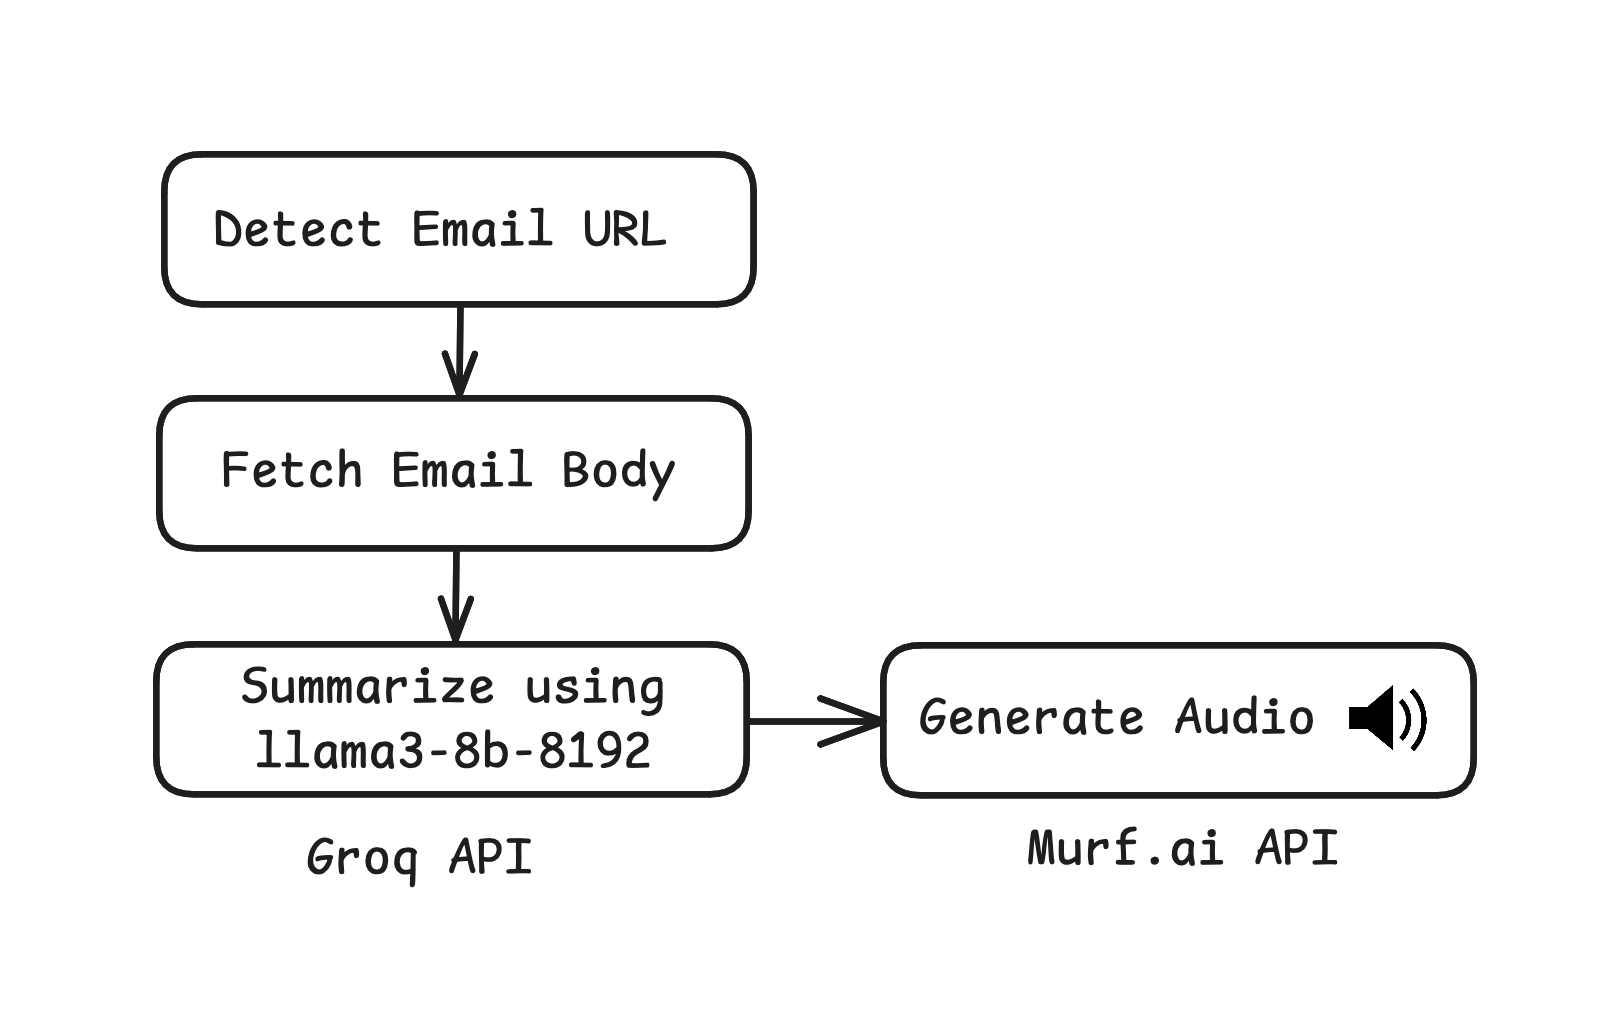 Detect Email URL
Fetch Email Body
Summarize using
llama3-8b-8192
Groq API
Generate Audio
Murf.ai API